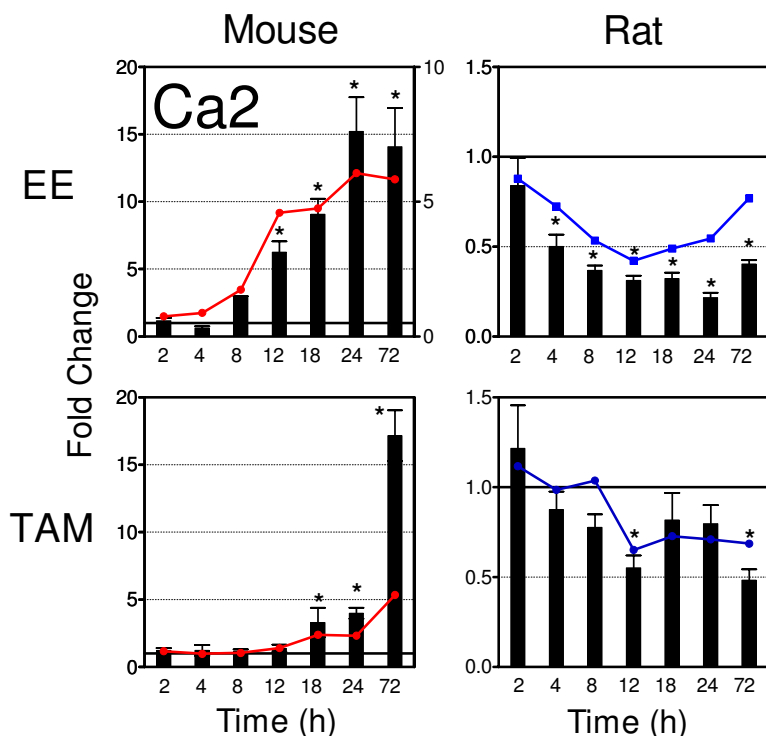 Mouse Rat
20 10 1.5
Ca2 * *
15
* 1.0
EE 10 5 *
* * * * * *
5 0.5
0 0 0.0
2 4 8 12 18 24 72 2 4 8 12 18 24 72
Fold Change
20 1.5
*
15
1.0
TAM 10 * *
5 * * 0.5
0 0.0
2 4 8 12 18 24 72 2 4 8 12 18 24 72
Time (h) Time (h)